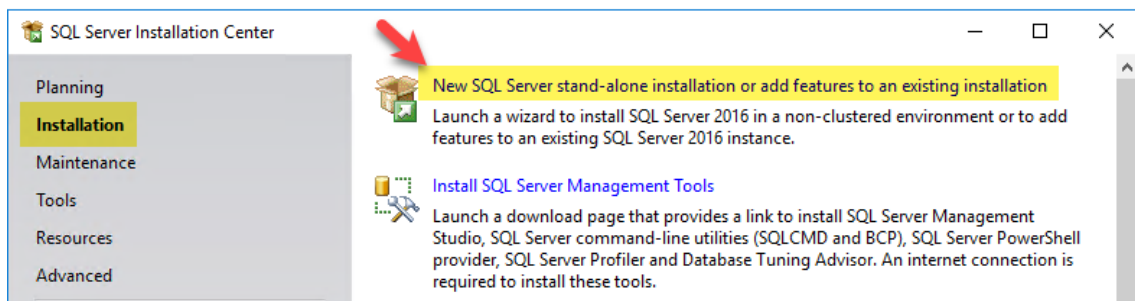 SQL Server Installation Center
Planning
Installation
Maintenance
Tools
Resources
Advanced
New SQL Server stand-alone installation or add features to an existing installation
Launch a wizard to install SQL Server 2016 in a non-clustered environment or to add
features to an existing SQL Server 2016 instance.
Install SQL Server Management Tools
Launch a download page that provides a link to install SQL Server Management
Studio, SQL Server command-line utilities (SQLCMD and BCP), SQL Server PowerShell
provider, SQL Server Profiler and Database Tuning Advisor. An internet connection is
required to install these tools.